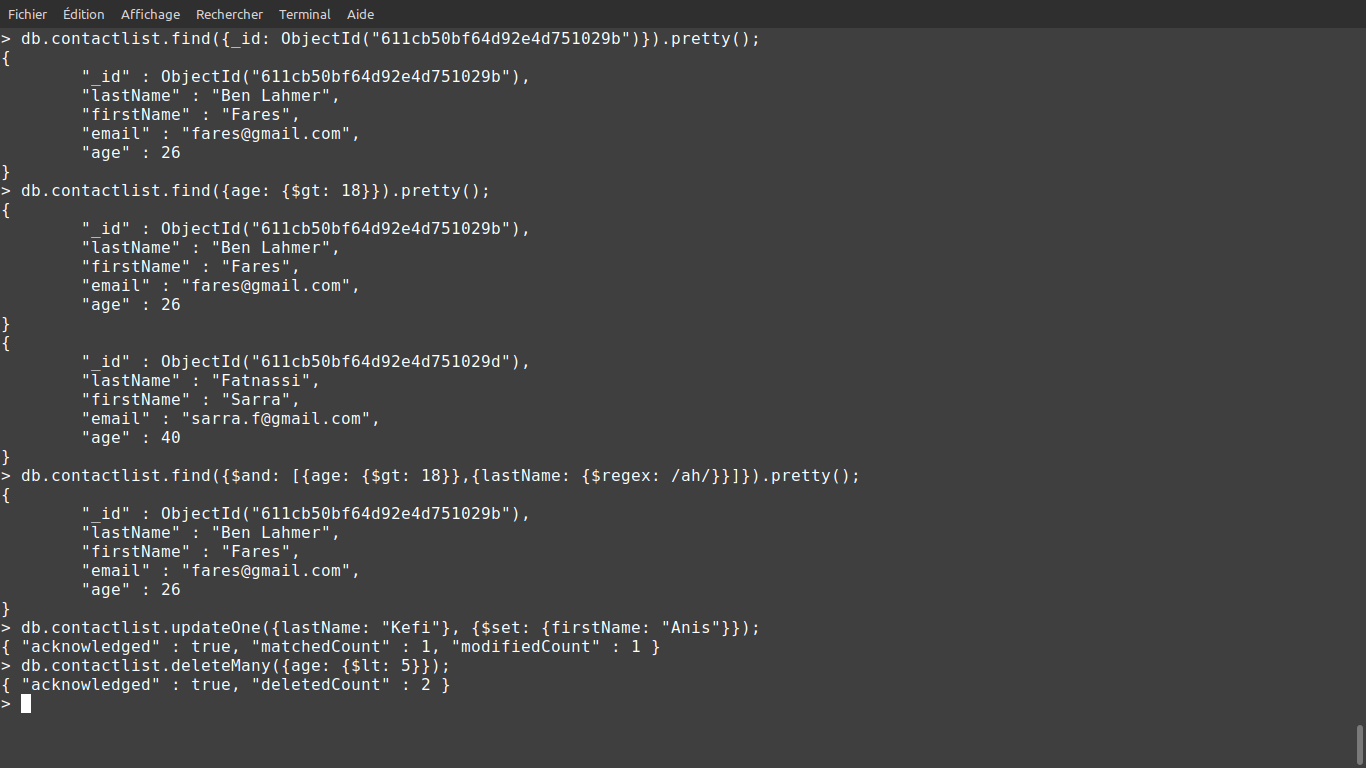 Fichier Édition Affichage Rechercher Terminal Aide
> db.contactlist.find({_id: ObjectId("611cb50bf64d92e4d751029b")}).pretty();
{
        "_id" : ObjectId("611cb50bf64d92e4d751029b"),
        "lastName" : "Ben Lahmer",
        "firstName" : "Fares",
        "email" : "fares@gmail.com",
        "age" : 26
}
> db.contactlist.find({age: {$gt: 18}}).pretty();
{
        "_id" : ObjectId("611cb50bf64d92e4d751029b"),
        "lastName" : "Ben Lahmer",
        "firstName" : "Fares",
        "email" : "fares@gmail.com",
        "age" : 26
}
{
        "_id" : ObjectId("611cb50bf64d92e4d751029d"),
        "lastName" : "Fatnassi",
        "firstName" : "Sarra",
        "email" : "sarra.f@gmail.com",
        "age" : 40
}
> db.contactlist.find({$and: [{age: {$gt: 18}},{lastName: {$regex: /ah/}}]}).pretty();
{
        "_id" : ObjectId("611cb50bf64d92e4d751029b"),
        "lastName" : "Ben Lahmer",
        "firstName" : "Fares",
        "email" : "fares@gmail.com",
        "age" : 26
}
> db.contactlist.updateOne({lastName: "Kefi"}, {$set: {firstName: "Anis"}});
{ "acknowledged" : true, "matchedCount" : 1, "modifiedCount" : 1 }
> db.contactlist.deleteMany({age: {$lt: 5}});
{ "acknowledged" : true, "deletedCount" : 2 }
>